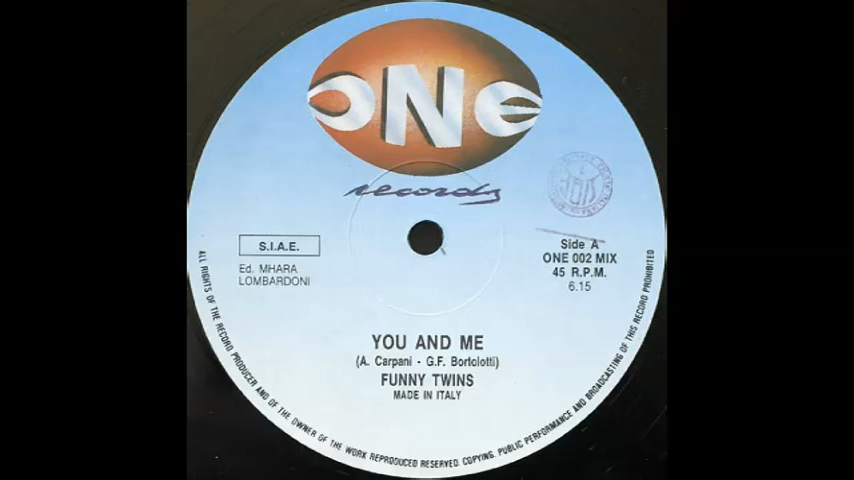 ONE
records
S.I.A.E.
Ed. MHARA
LOMBARDONI
Side A
ONE 002 MIX
45 R.P.M.
6.15
YOU AND ME
(A. Carpani - G.F. Bortolotti)
FUNNY TWINS
MADE IN ITALY
ALL RIGHTS OF THE RECORD PRODUCER AND OF THE OWNER OF THE WORK REPRODUCED RESERVED. COPYING, PUBLIC PERFORMANCE AND BROADCASTING OF THIS RECORD PROHIBITED